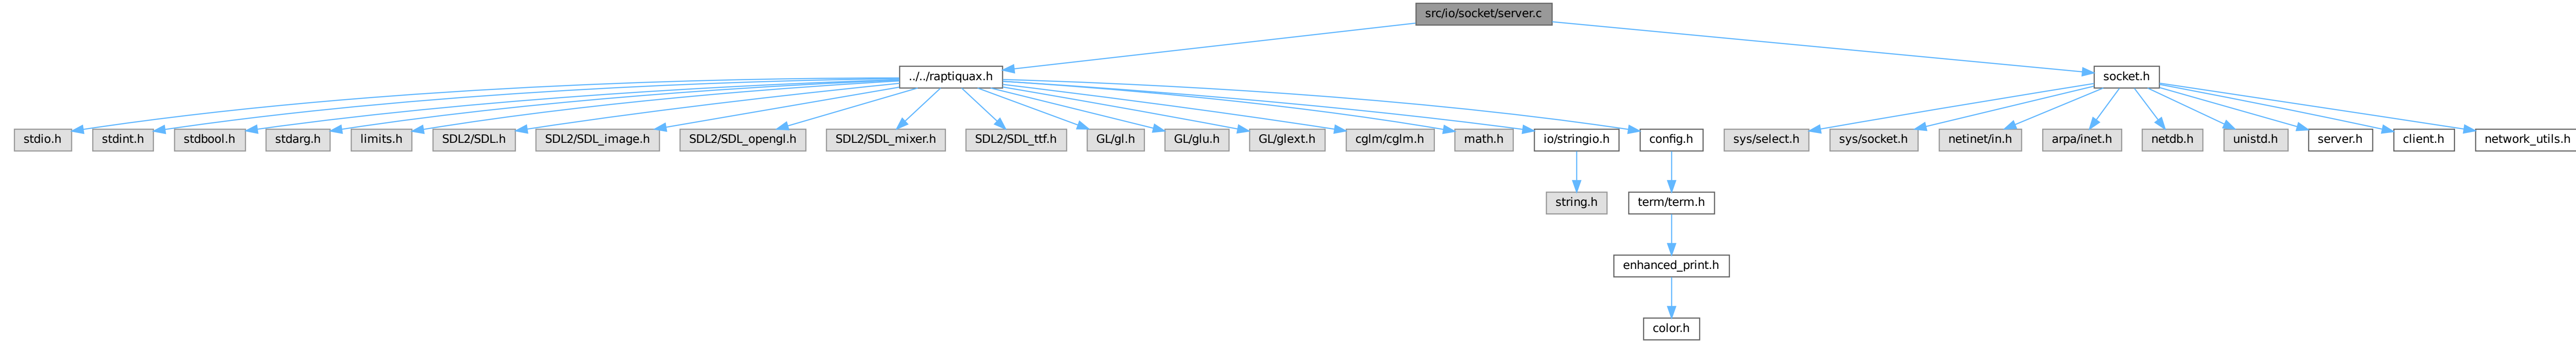 src/io/socket/server.c
../../raptiquax.h
socket.h
stdio.h
stdint.h
stdbool.h
stdarg.h
limits.h
SDL2/SDL.h
SDL2/SDL_image.h
SDL2/SDL_opengl.h
SDL2/SDL_mixer.h
SDL2/SDL_ttf.h
GL/gl.h
GL/glu.h
GL/glext.h
cglm/cglm.h
math.h
io/stringio.h
config.h
sys/select.h
sys/socket.h
netinet/in.h
arpa/inet.h
netdb.h
unistd.h
server.h
client.h
network_utils.h
string.h
term/term.h
enhanced_print.h
color.h